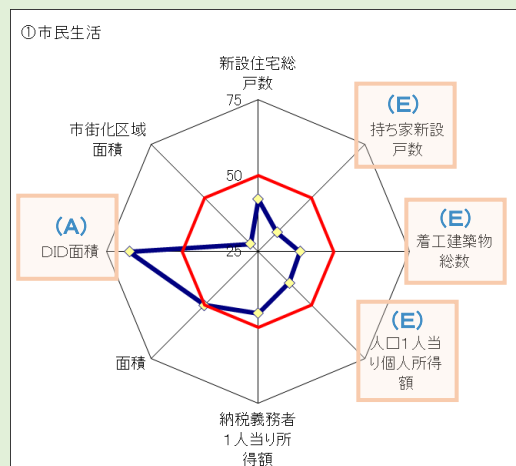 ①市民生活
新設住宅総
戸数
75
50
25
(E)
持ち家新設
戸数
(E)
着工建築物
総数
(E)
人口1人当
り個人所得
額
納税義務者
1人当り所
得額
面積
(A)
DID面積
市街化区域
面積